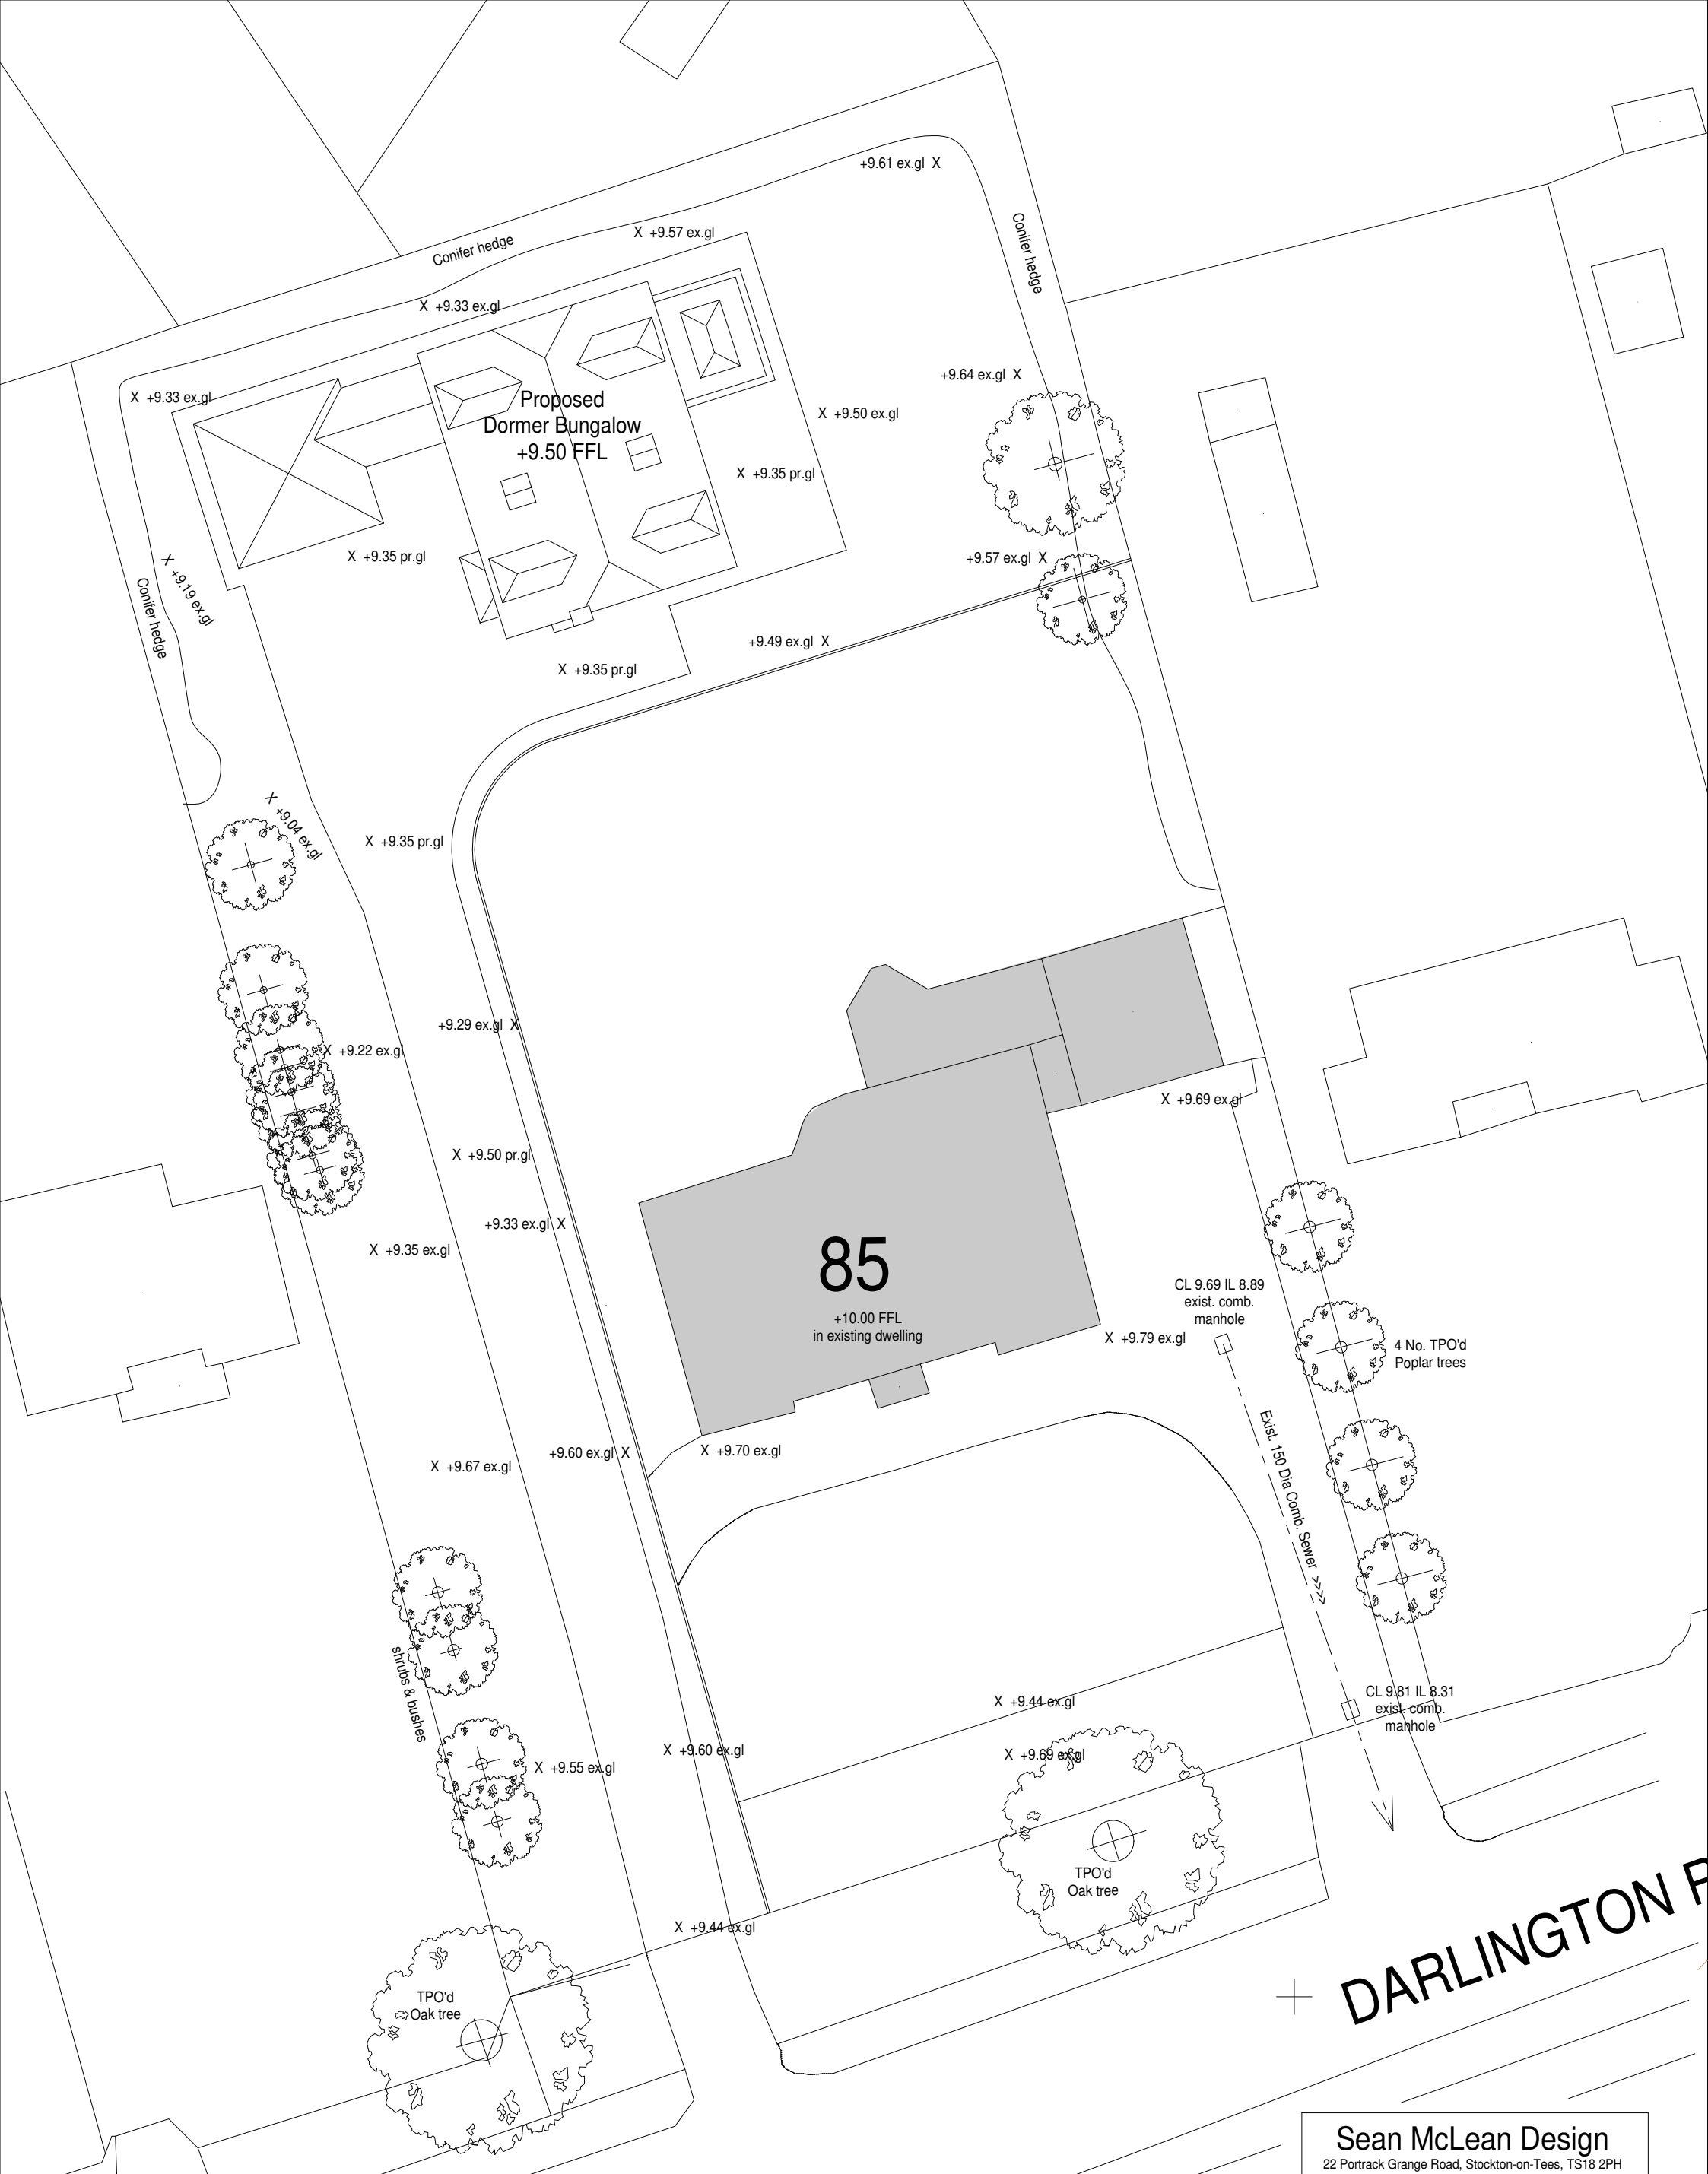 +9.61 ex.gl X
Conifer hedge
X +9.57 ex.gl
Conifer hedge
X +9.33 ex.gl
+9.64 ex.gl X
X +9.33 ex.gl
Proposed
Dormer Bungalow
+9.50 FFL
X +9.50 ex.gl
X +9.35 pr.gl
X +9.35 pr.gl
+9.57 ex.gl X
X +9.19 ex.gl
Conifer hedge
+9.49 ex.gl X
X +9.35 pr.gl
X +9.04 ex.gl
X +9.35 pr.gl
+9.29 ex.gl X
X +9.22 ex.gl
X +9.69 ex.gl
X +9.50 pr.gl
+9.33 ex.gl X
X +9.35 ex.gl
85
+10.00 FFL
in existing dwelling
CL 9.69 IL 8.89
exist. comb.
manhole
X +9.79 ex.gl
4 No. TPO'd
Poplar trees
Exist. 150 Dia Comb. Sewer >>>>
+9.60 ex.gl X
X +9.70 ex.gl
X +9.67 ex.gl
shrubs & bushes
X +9.44 ex.gl
CL 9.81 IL 8.31
exist. comb.
manhole
X +9.60 ex.gl
X +9.69 ex.gl
X +9.55 ex.gl
TPO'd
Oak tree
X +9.44 ex.gl
TPO'd
Oak tree
DARLINGTON R
Sean McLean Design
22 Portrack Grange Road, Stockton-on-Tees, TS18 2PH